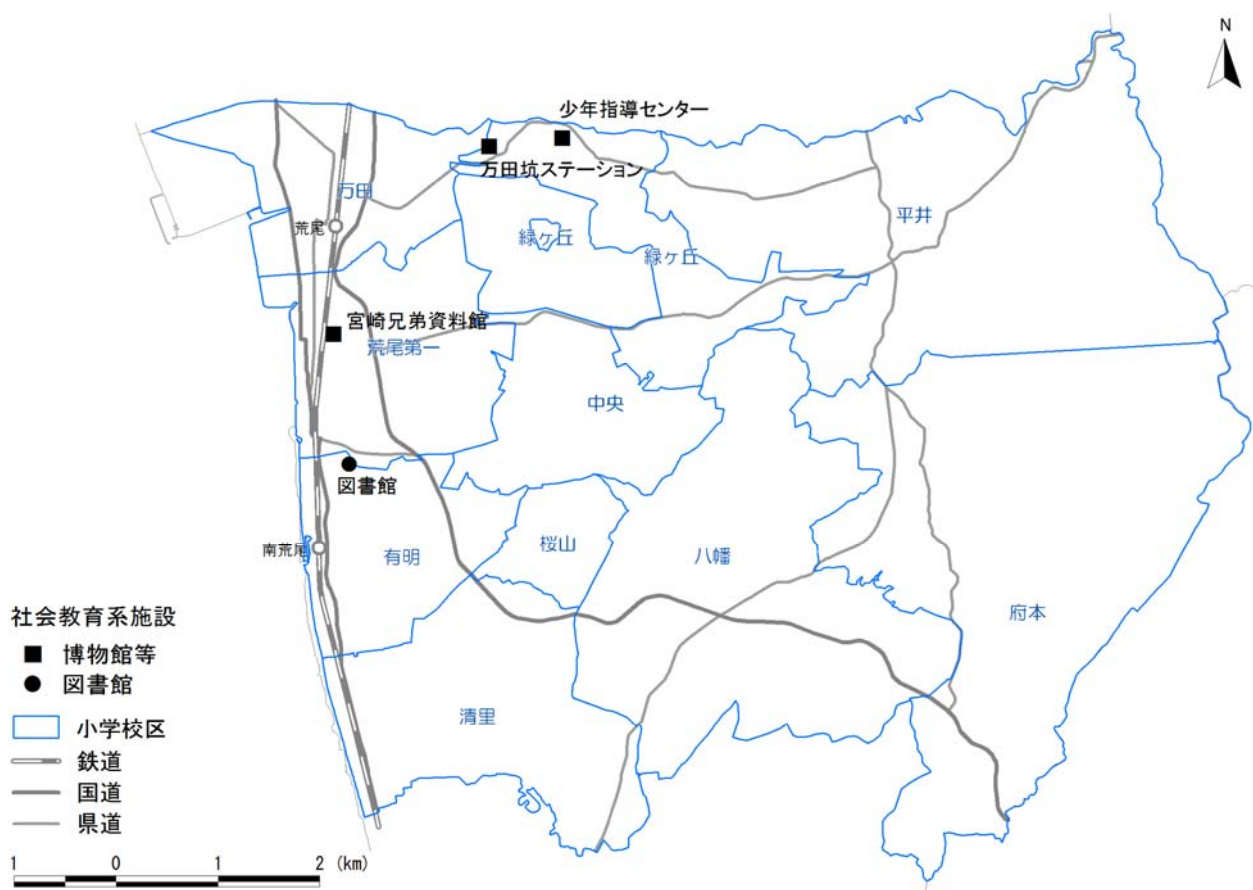 N
少年指導センター
万田坑ステーション
万田
平井
荒尾
緑ヶ丘
緑ヶ丘
宮崎兄弟資料館
荒尾第一
中央
図書館
南荒尾
有明
桜山
八幡
府本
清里
社会教育系施設
博物館等
図書館
小学校区
鉄道
国道
県道
1 0 1 2 (km)